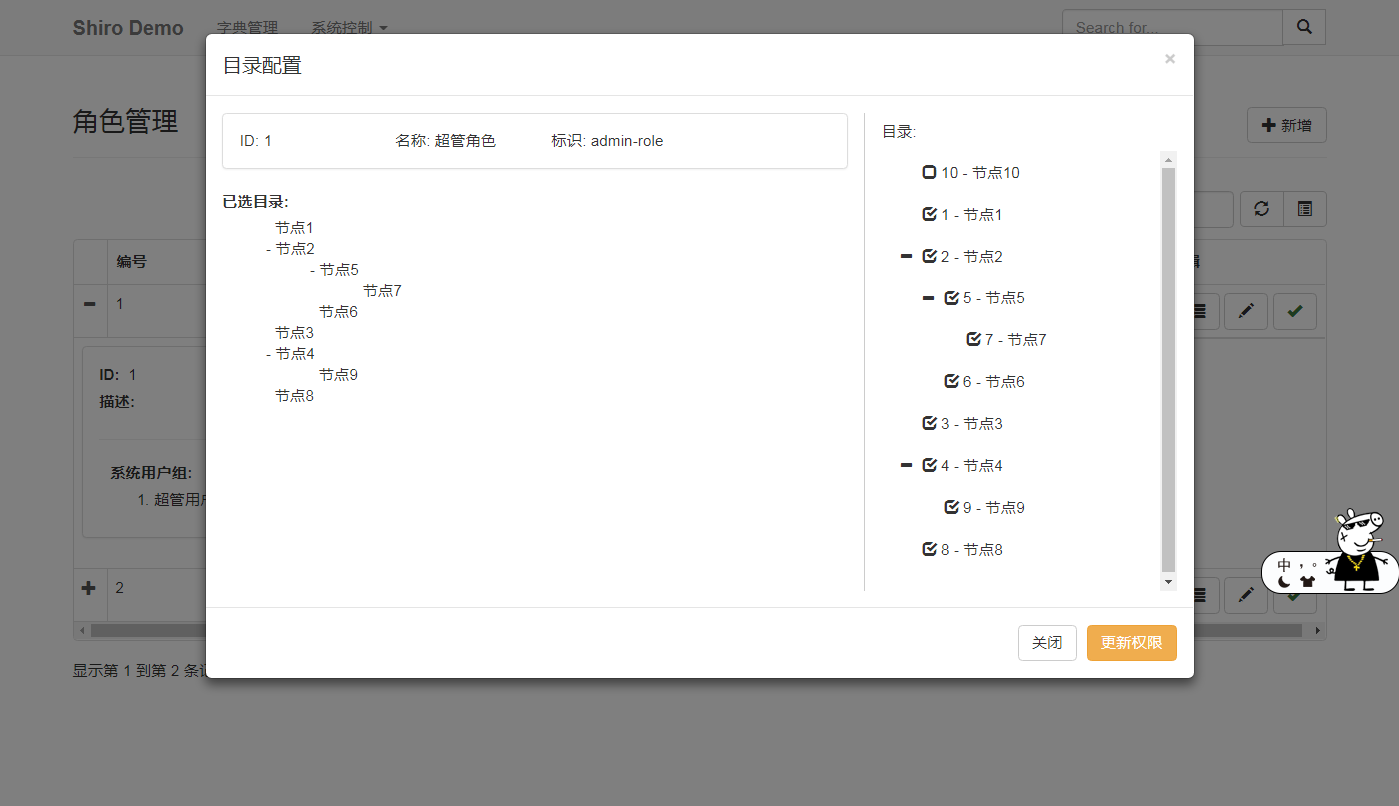 Shiro Demo 字典管理 系统控制 Search for...
目录配置 ×
角色管理
新增
ID: 1 名称: 超管角色 标识: admin-role
目录:
已选目录:
节点1
- 节点2
- 节点5
节点7
节点6
节点3
- 节点4
节点9
节点8
10 - 节点10
1 - 节点1
2 - 节点2
5 - 节点5
7 - 节点7
6 - 节点6
3 - 节点3
4 - 节点4
9 - 节点9
8 - 节点8
编号
1
ID: 1
描述:
系统用户组:
1. 超管用
2
显示第 1 到第 2 条
关闭 更新权限
中 , 。